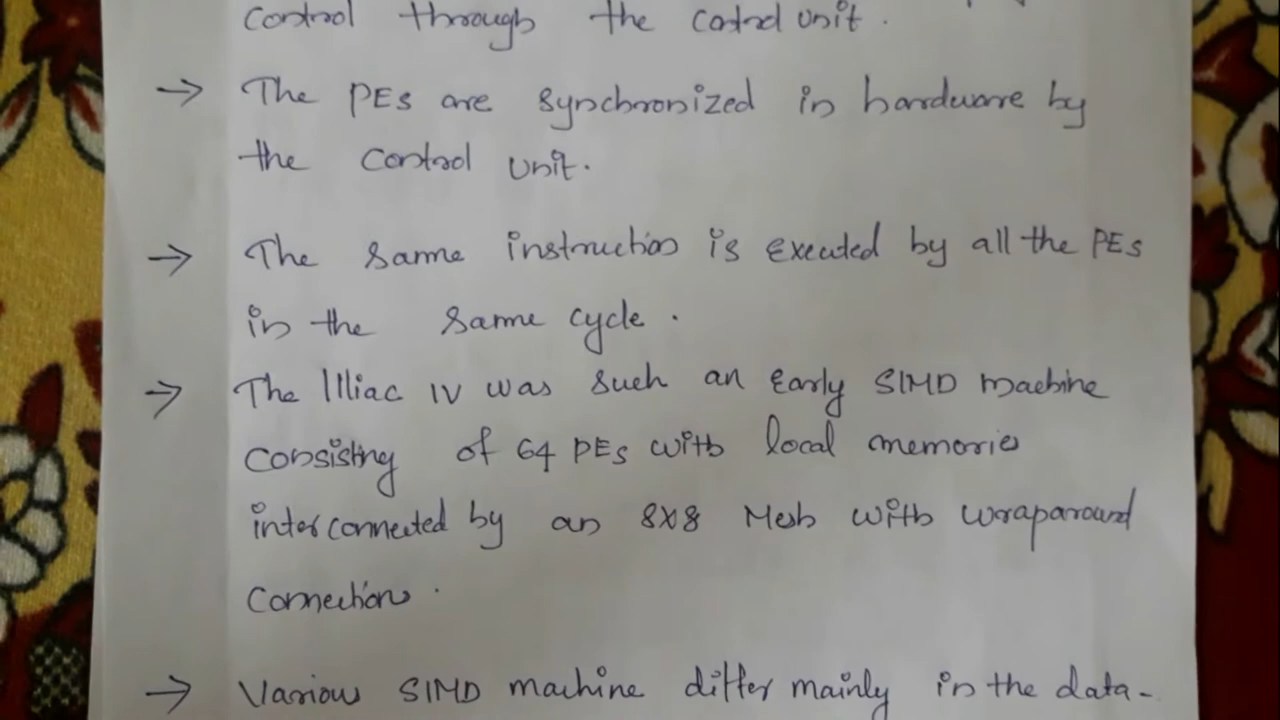 control through the control unit.
→ The PEs are synchronized in hardware by
the control unit.
→ The same instruction is executed by all the PEs
in the same cycle.
→ The Illiac IV was such an early SIMD machine
consisting of 64 PEs with local memories
interconnected by an 8x8 Mesh with wraparound
connections.
→ Various SIMD machine differ mainly in the data-